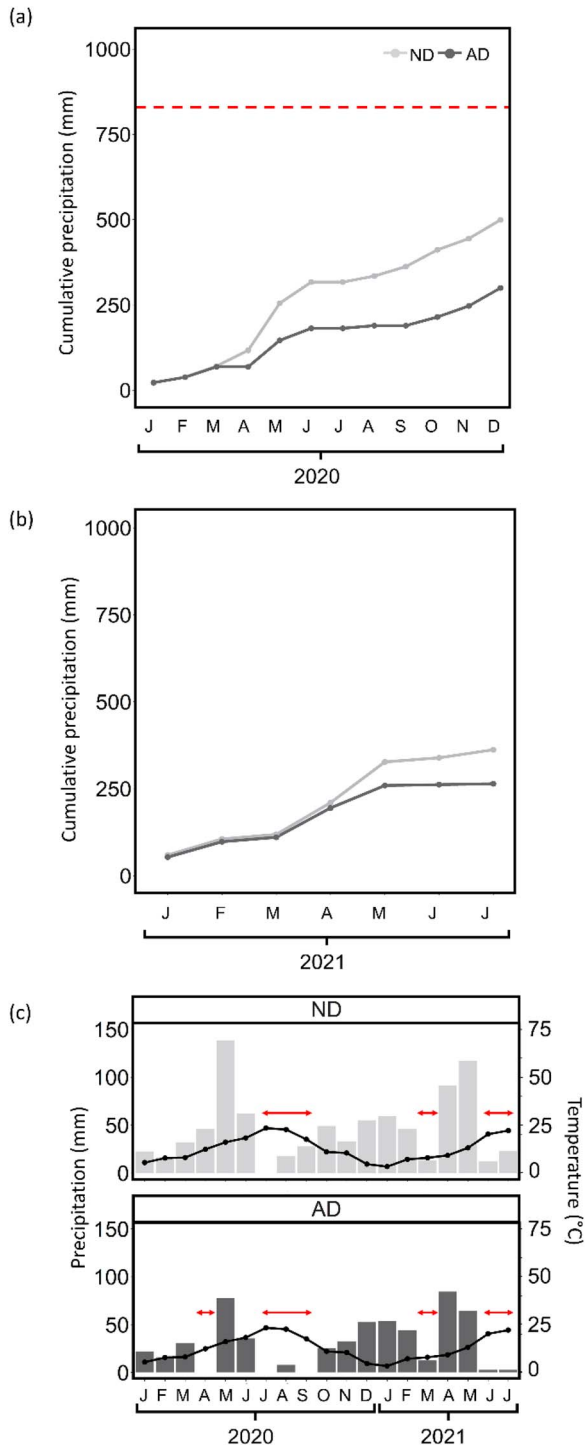 (a)
ND AD
1000
750
500
250
0
Cumulative precipitation (mm)
J F M A M J J A S O N D
2020
(b)
1000
750
500
250
0
Cumulative precipitation (mm)
J F M A M J J
2021
(c)
ND
150
100
50
0
75
50
25
0
Precipitation (mm)
Temperature (°C)
AD
150
100
50
0
75
50
25
0
J F M A M J J A S O N D J F M A M J J
2020 2021